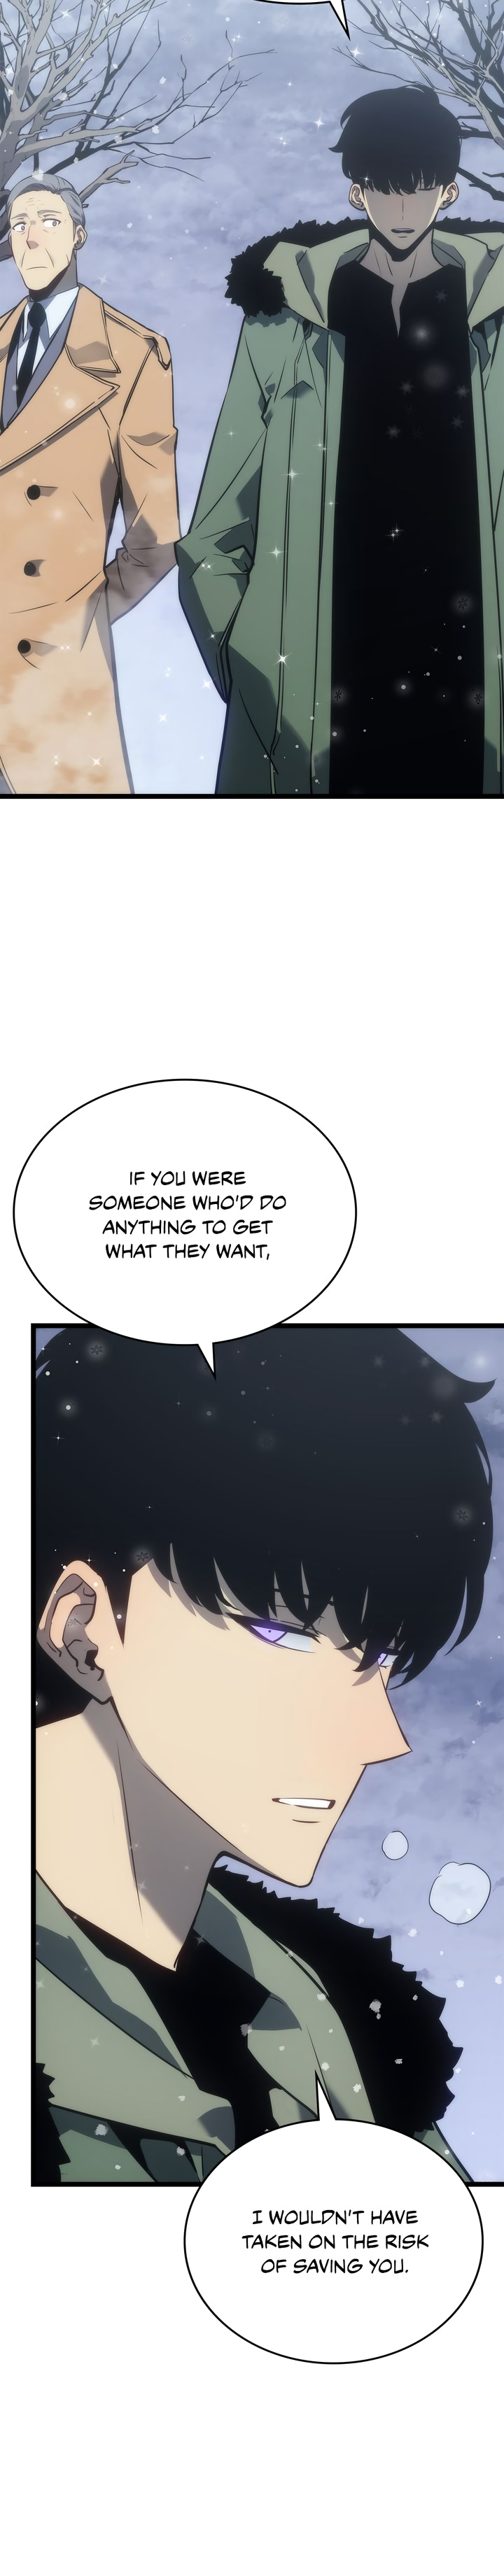 IF YOU WERE
SOMEONE WHO'D DO
ANYTHING TO GET
WHAT THEY WANT,
I WOULDN'T HAVE
TAKEN ON THE RISK
OF SAVING YOU.